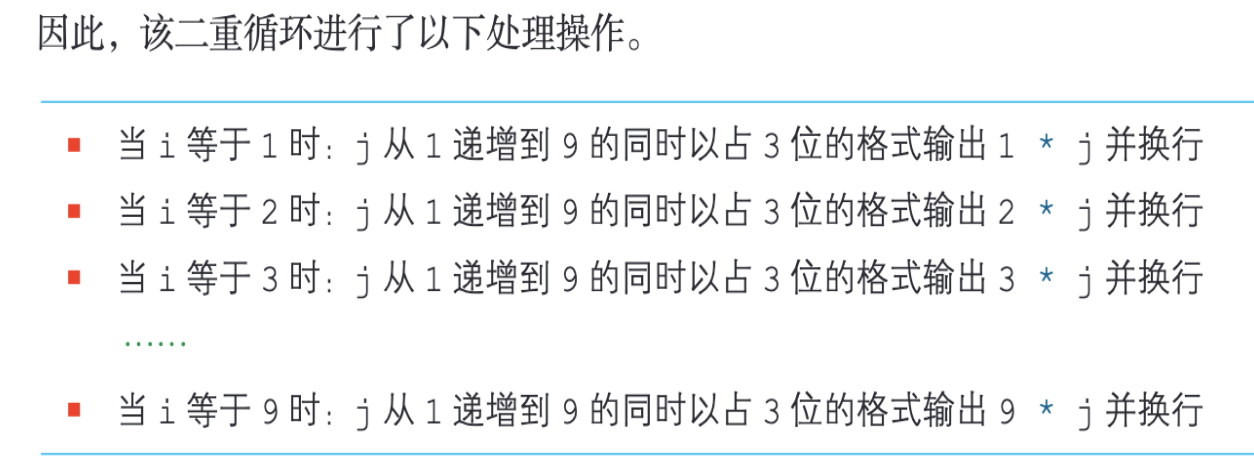 因此，该二重循环进行了以下处理操作。
■ 当 i 等于 1 时：j 从 1 递增到 9 的同时以占 3 位的格式输出 1 * j 并换行
■ 当 i 等于 2 时：j 从 1 递增到 9 的同时以占 3 位的格式输出 2 * j 并换行
■ 当 i 等于 3 时：j 从 1 递增到 9 的同时以占 3 位的格式输出 3 * j 并换行
......
■ 当 i 等于 9 时：j 从 1 递增到 9 的同时以占 3 位的格式输出 9 * j 并换行